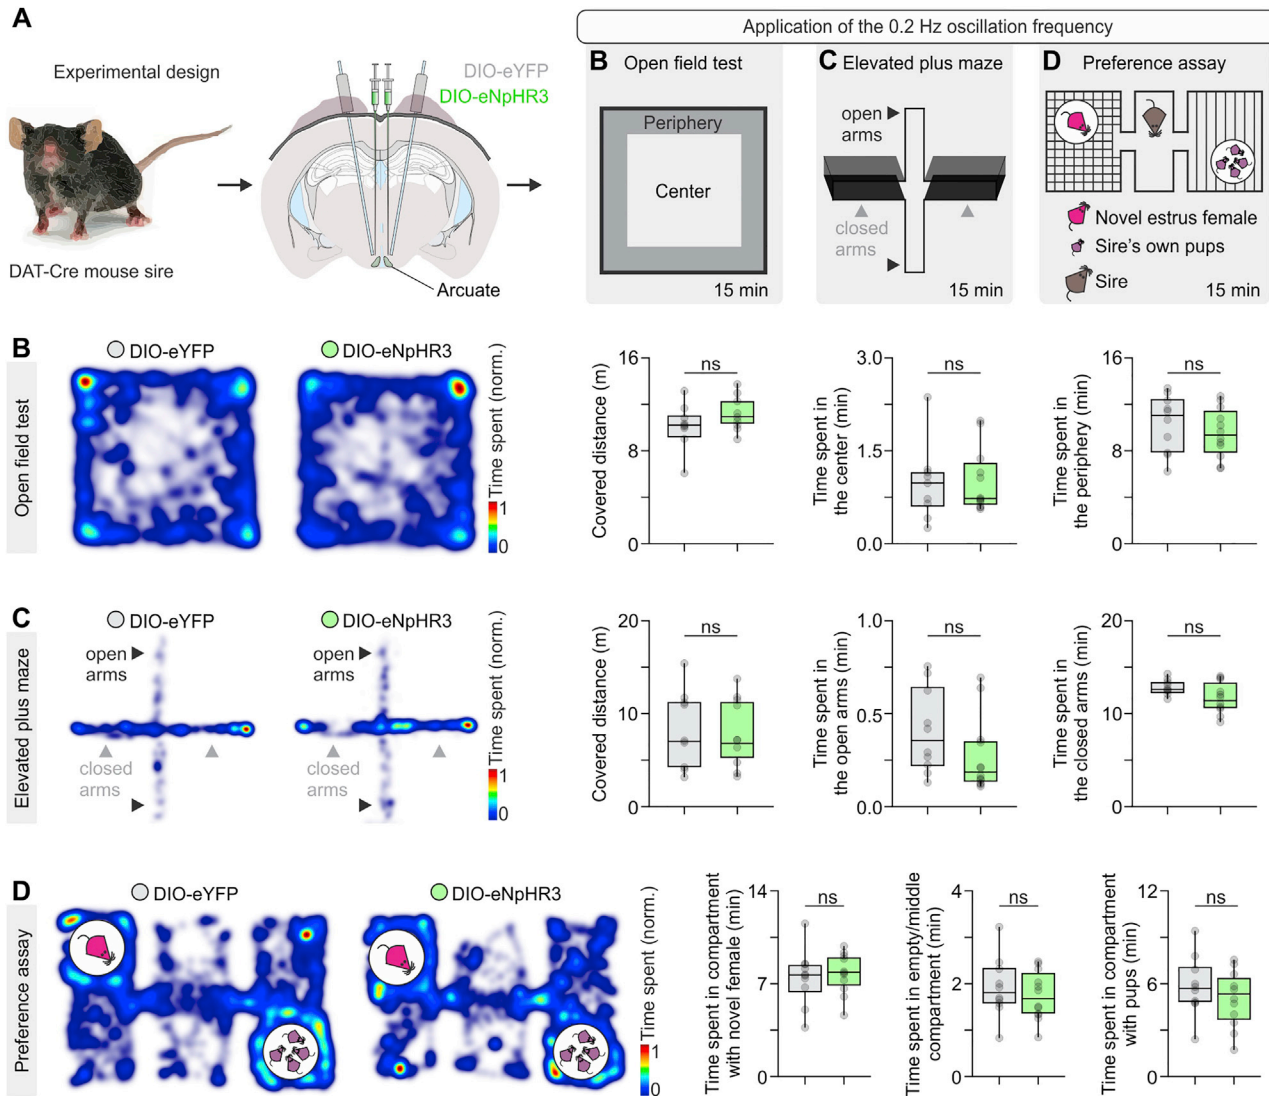 A
Application of the 0.2 Hz oscillation frequency
Experimental design
DIO-eYFP
DIO-eNpHR3
DAT-Cre mouse sire
Arcuate
B Open field test
Periphery
Center
15 min
C Elevated plus maze
open
arms
closed
arms
15 min
D Preference assay
Novel estrus female
Sire's own pups
Sire
15 min
B
Open field test
DIO-eYFP
DIO-eNpHR3
Time spent (norm.)
1
0
Covered distance (m)
16
8
0
ns
Time spent in
the center (min)
3.0
1.5
0.0
ns
Time spent in
the periphery (min)
16
8
0
ns
C
Elevated plus maze
DIO-eYFP
DIO-eNpHR3
open
arms
closed
arms
open
arms
closed
arms
Time spent (norm.)
1
0
Covered distance (m)
20
10
0
ns
Time spent in
the open arms (min)
1.0
0.5
0.0
ns
Time spent in
the closed arms (min)
20
10
0
ns
D
Preference assay
DIO-eYFP
DIO-eNpHR3
Time spent (norm.)
1
0
Time spent in compartment
with novel female (min)
14
7
0
ns
Time spent in empty/middle
compartment (min)
4
2
0
ns
Time spent in compartment
with pups (min)
12
6
0
ns